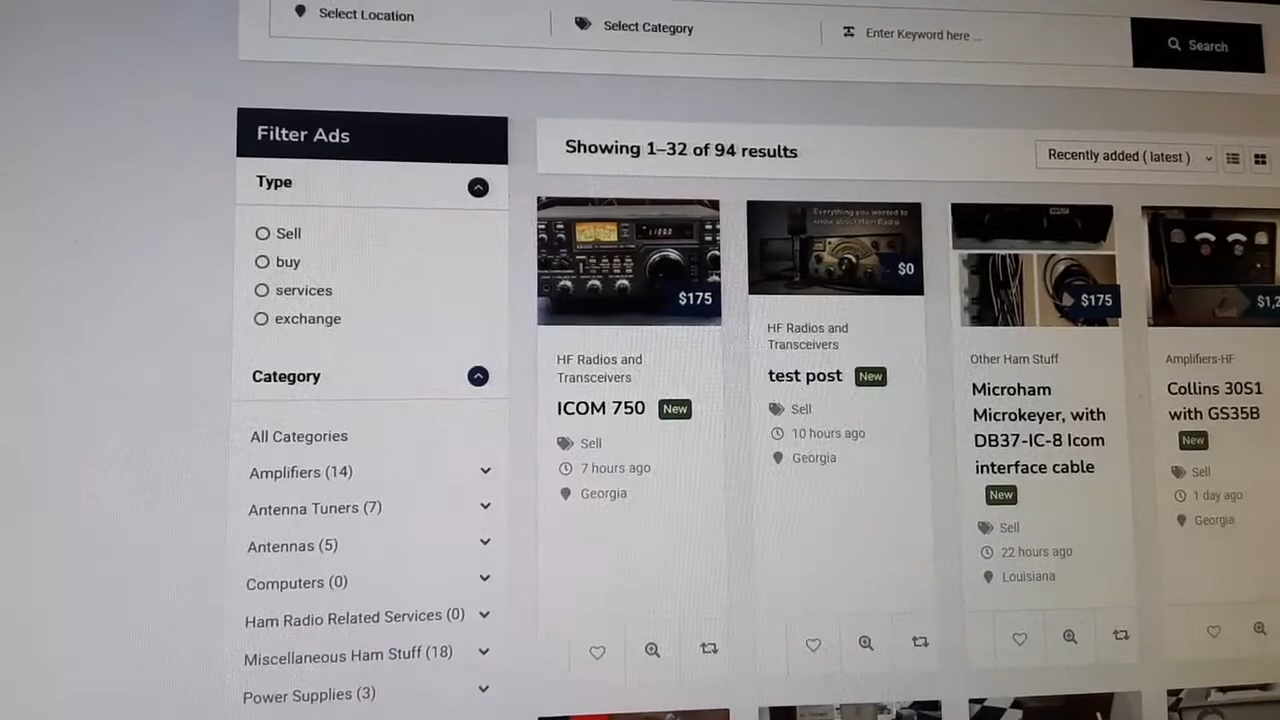 Select Location
Select Category
Enter Keyword here ...
Search
Filter Ads
Type
Sell
buy
services
exchange
Category
All Categories
Amplifiers (14)
Antenna Tuners (7)
Antennas (5)
Computers (0)
Ham Radio Related Services (0)
Miscellaneous Ham Stuff (18)
Power Supplies (3)
Showing 1–32 of 94 results
Recently added ( latest )
$175
HF Radios and
Transceivers
ICOM 750 New
Sell
7 hours ago
Georgia
Everything you wanted to
know about Ham Radio
$0
HF Radios and
Transceivers
test post New
Sell
10 hours ago
Georgia
INPUT
$175
Other Ham Stuff
Microham
Microkeyer, with
DB37-IC-8 Icom
interface cable
New
Sell
22 hours ago
Louisiana
$1,2
Amplifiers-HF
Collins 30S1
with GS35B
New
Sell
1 day ago
Georgia